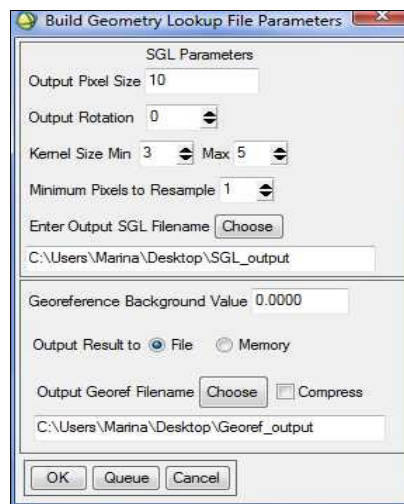 Build Geometry Lookup File Parameters
SGL Parameters
Output Pixel Size 10
Output Rotation 0
Kernel Size Min 3 Max 5
Minimum Pixels to Resample 1
Enter Output SGL Filename Choose
C:\Users\Marina\Desktop\SGL_output
Georeference Background Value 0.0000
Output Result to File Memory
Output Georef Filename Choose Compress
C:\Users\Marina\Desktop\Georef_output
OK Queue Cancel